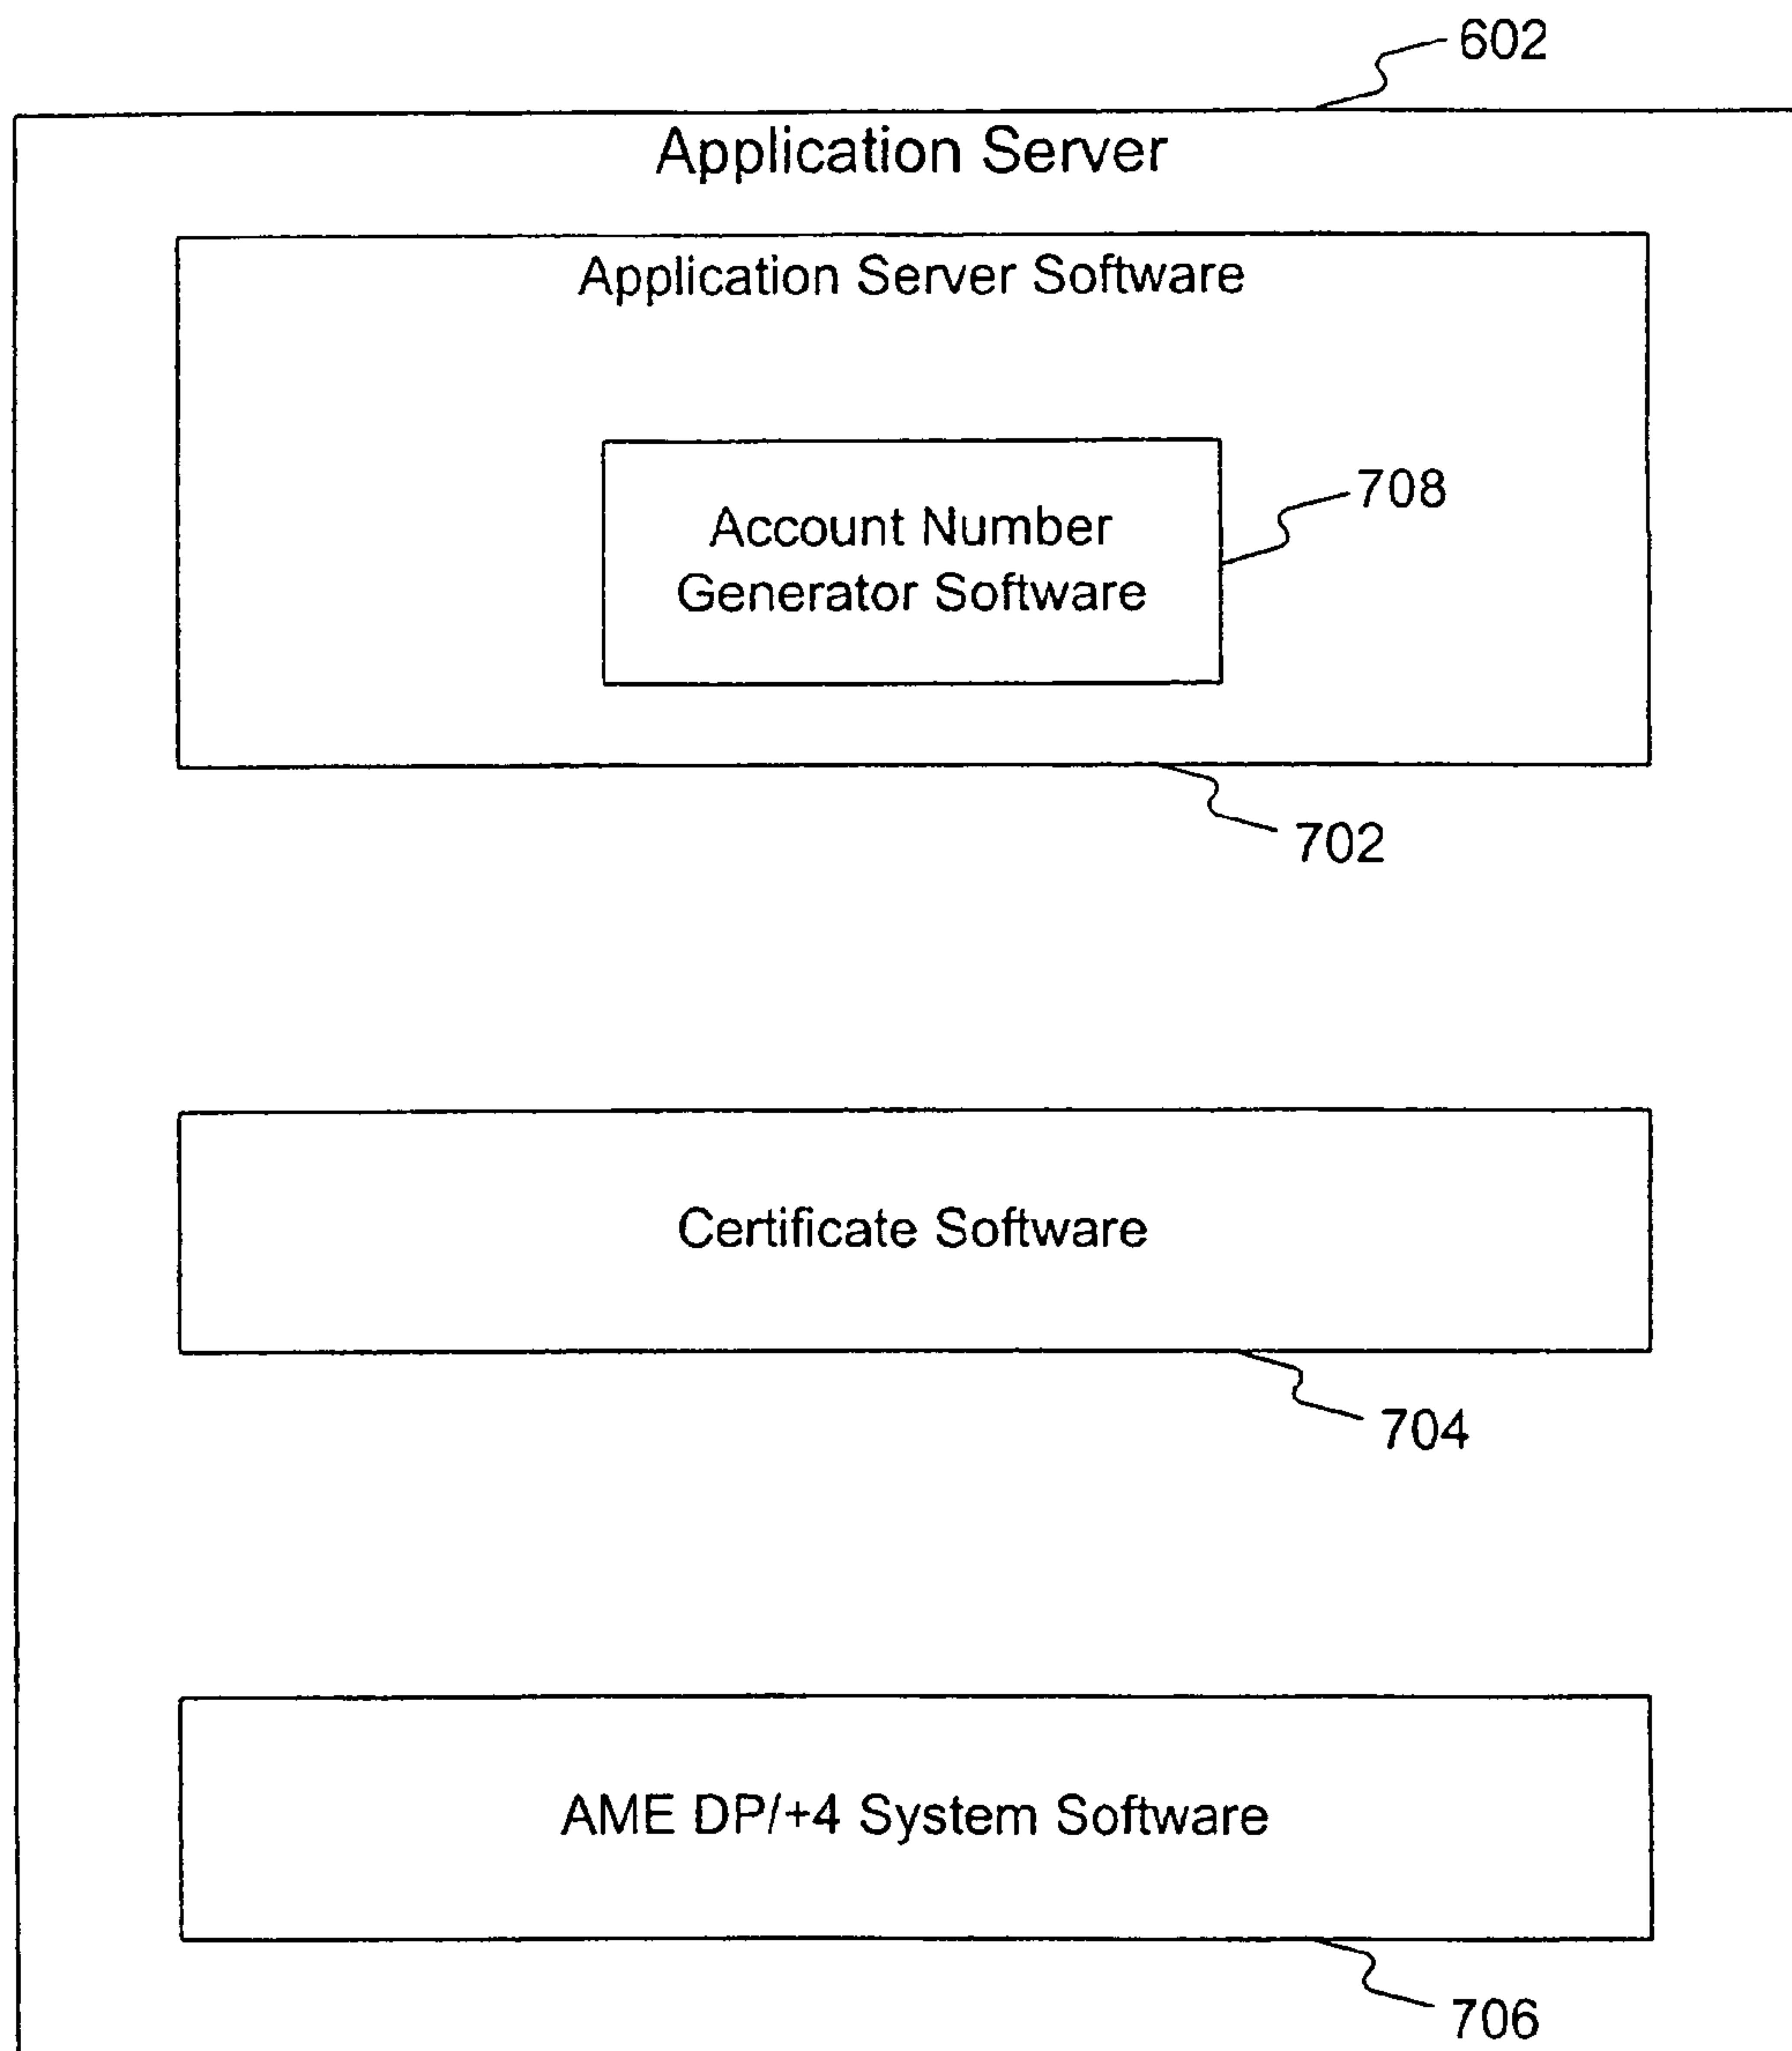 602
Application Server
Application Server Software
708
Account Number
Generator Software
702
Certificate Software
704
AME DP/+4 System Software
706